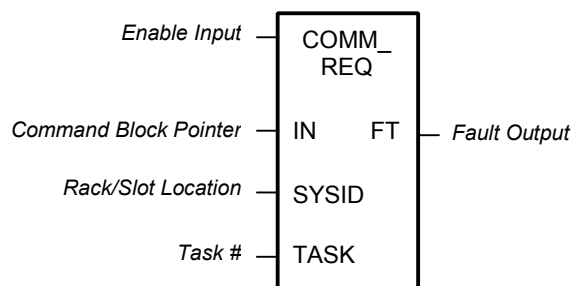 Enable Input
COMM_
REQ
Command Block Pointer
IN
FT
Fault Output
Rack/Slot Location
SYSID
Task #
TASK